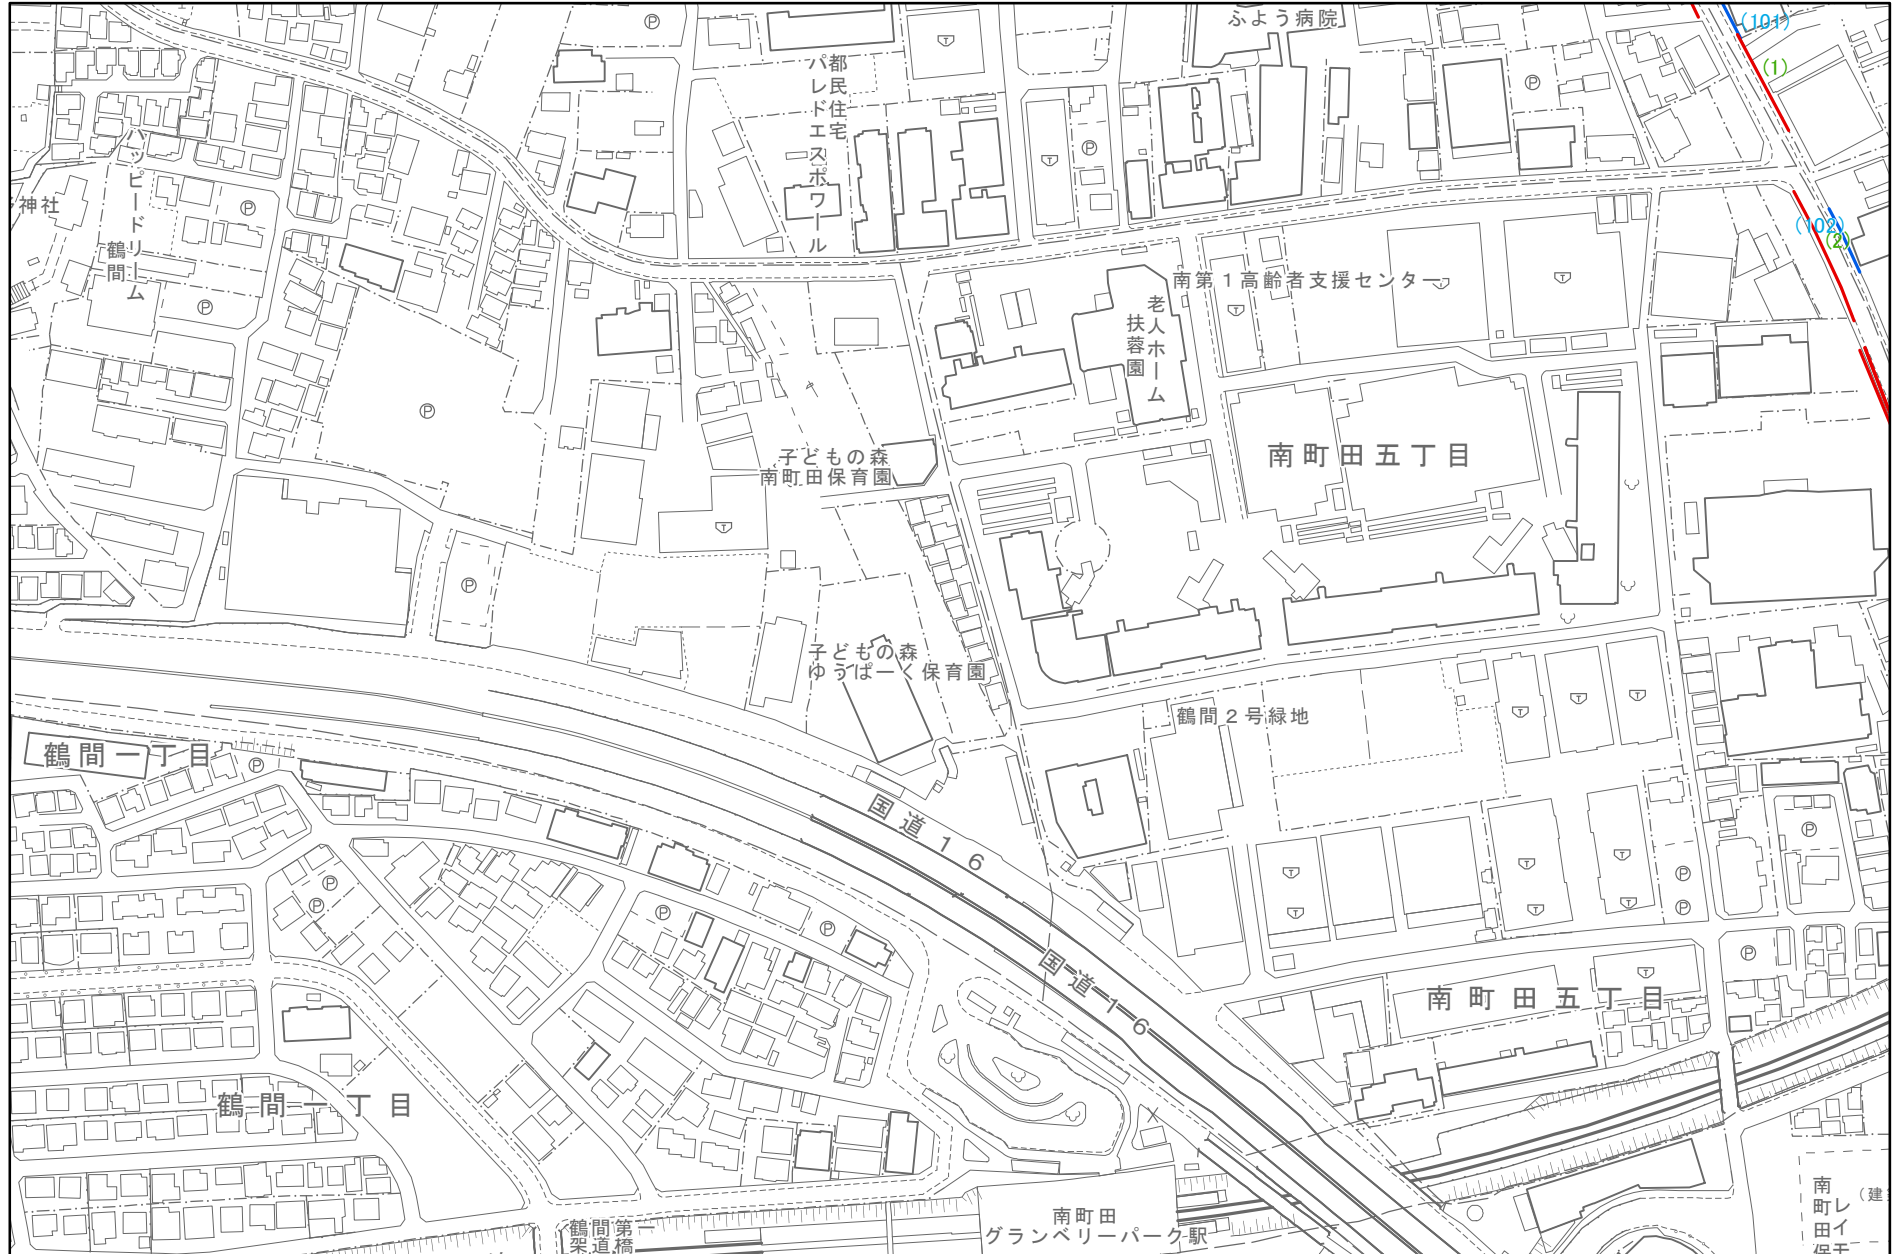 ふよう病院
(101)
(1)
都民住宅
パレドエスポワール
ハッピードリーム
鶴間
神社
(102)
(2)
南第1高齢者支援センター
老人ホーム
扶蓉園
南町田五丁目
子どもの森
南町田保育園
子どもの森
ゆうぱーく保育園
鶴間2号緑地
鶴間一丁目
国道16
国道16
南町田五丁目
鶴間一丁目
南町田
グランベリーパーク駅
鶴間第一
架道橋
南町田
レイ
(建